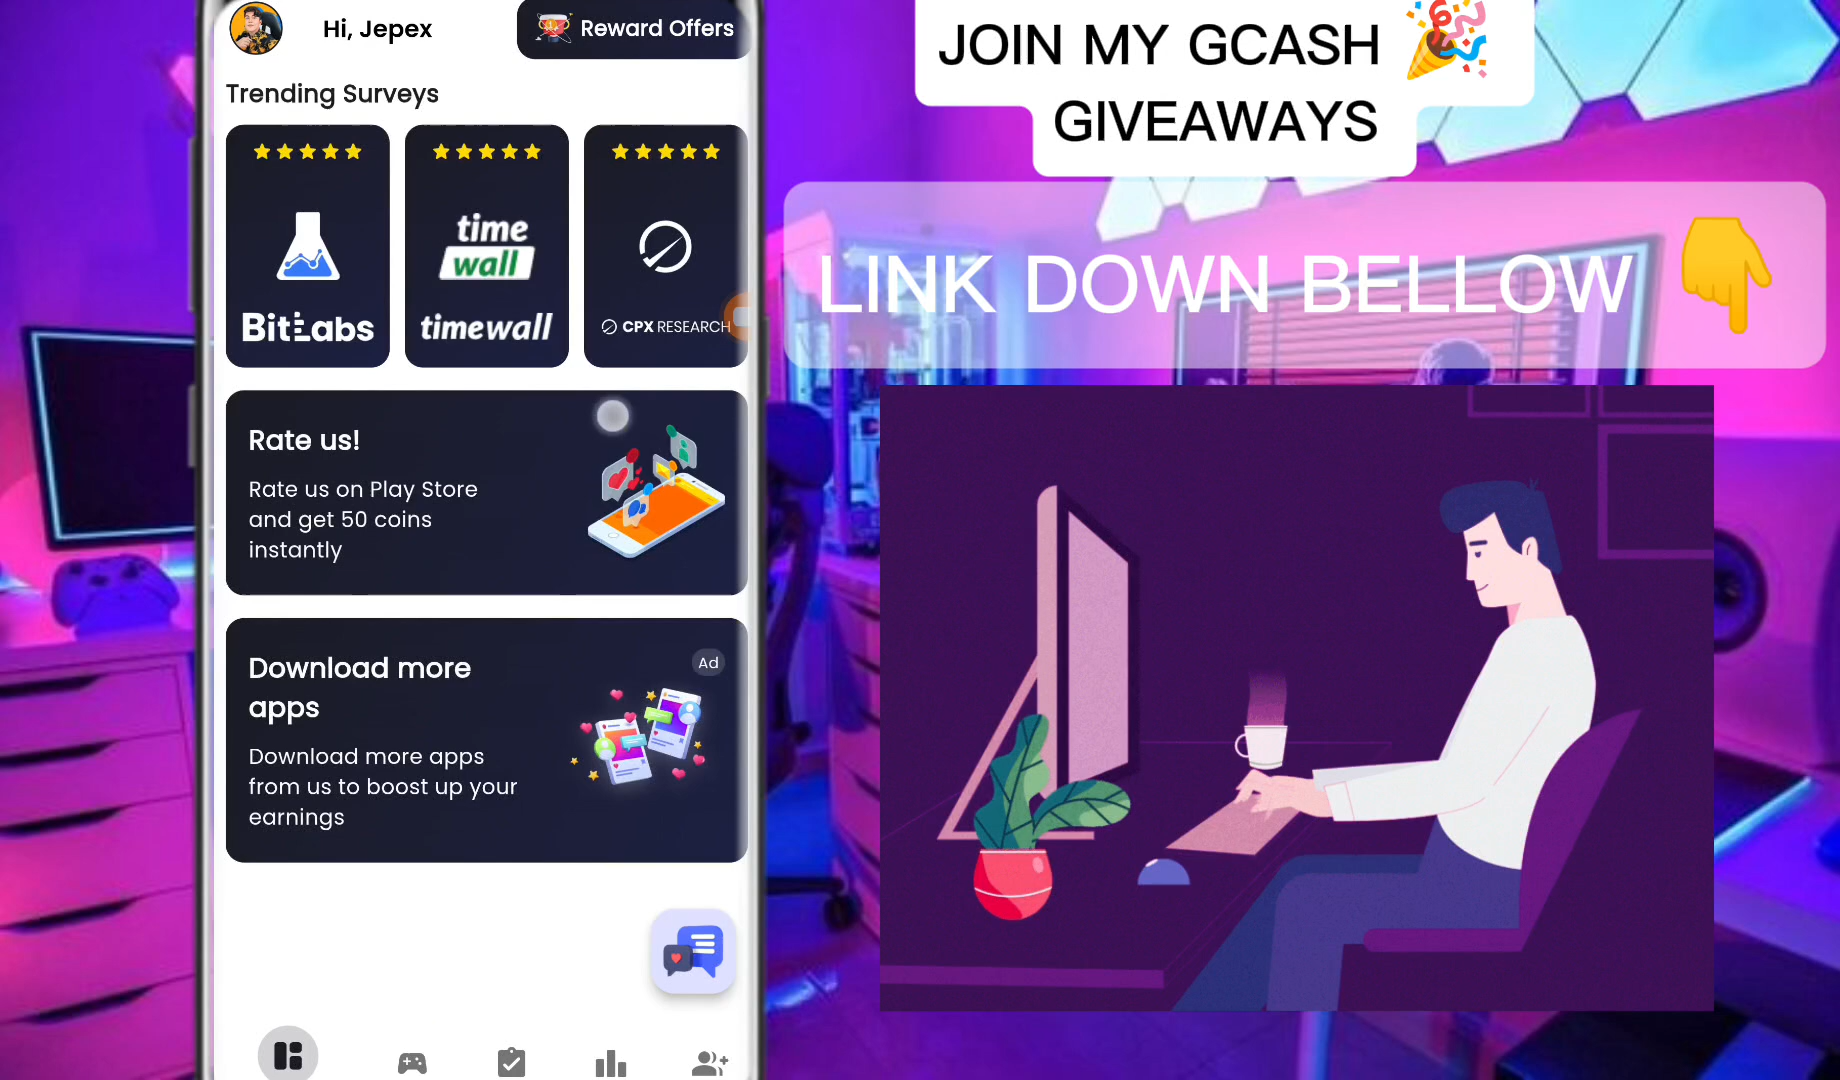 Hi, Jepex
Reward Offers
Trending Surveys
BitLabs
time
wall
timewall
CPX RESEARCH
Rate us!
Rate us on Play Store
and get 50 coins
instantly
Download more
apps
Ad
Download more apps
from us to boost up your
earnings
JOIN MY GCASH
GIVEAWAYS
LINK DOWN BELLOW